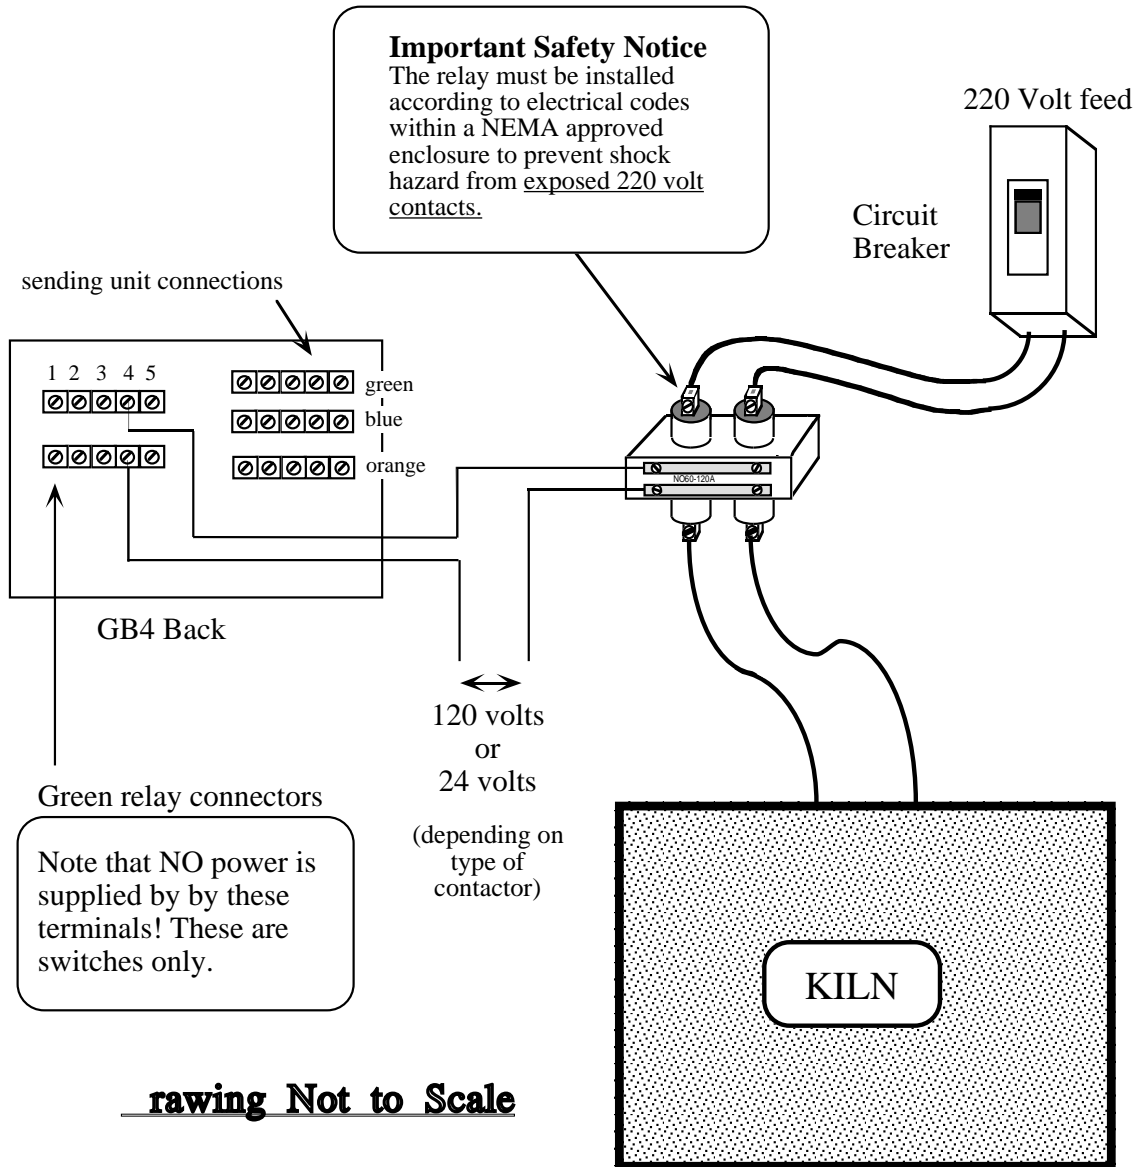 Important Safety Notice
The relay must be installed
according to electrical codes
within a NEMA approved
enclosure to prevent shock
hazard from exposed 220 volt
contacts.
220 Volt feed
Circuit
Breaker
sending unit connections
1 2 3 4 5
green
blue
orange
NO60-120A
GB4 Back
120 volts
or
24 volts
(depending on
type of
contactor)
Green relay connectors
Note that NO power is
supplied by by these
terminals! These are
switches only.
KILN
rawing Not to Scale